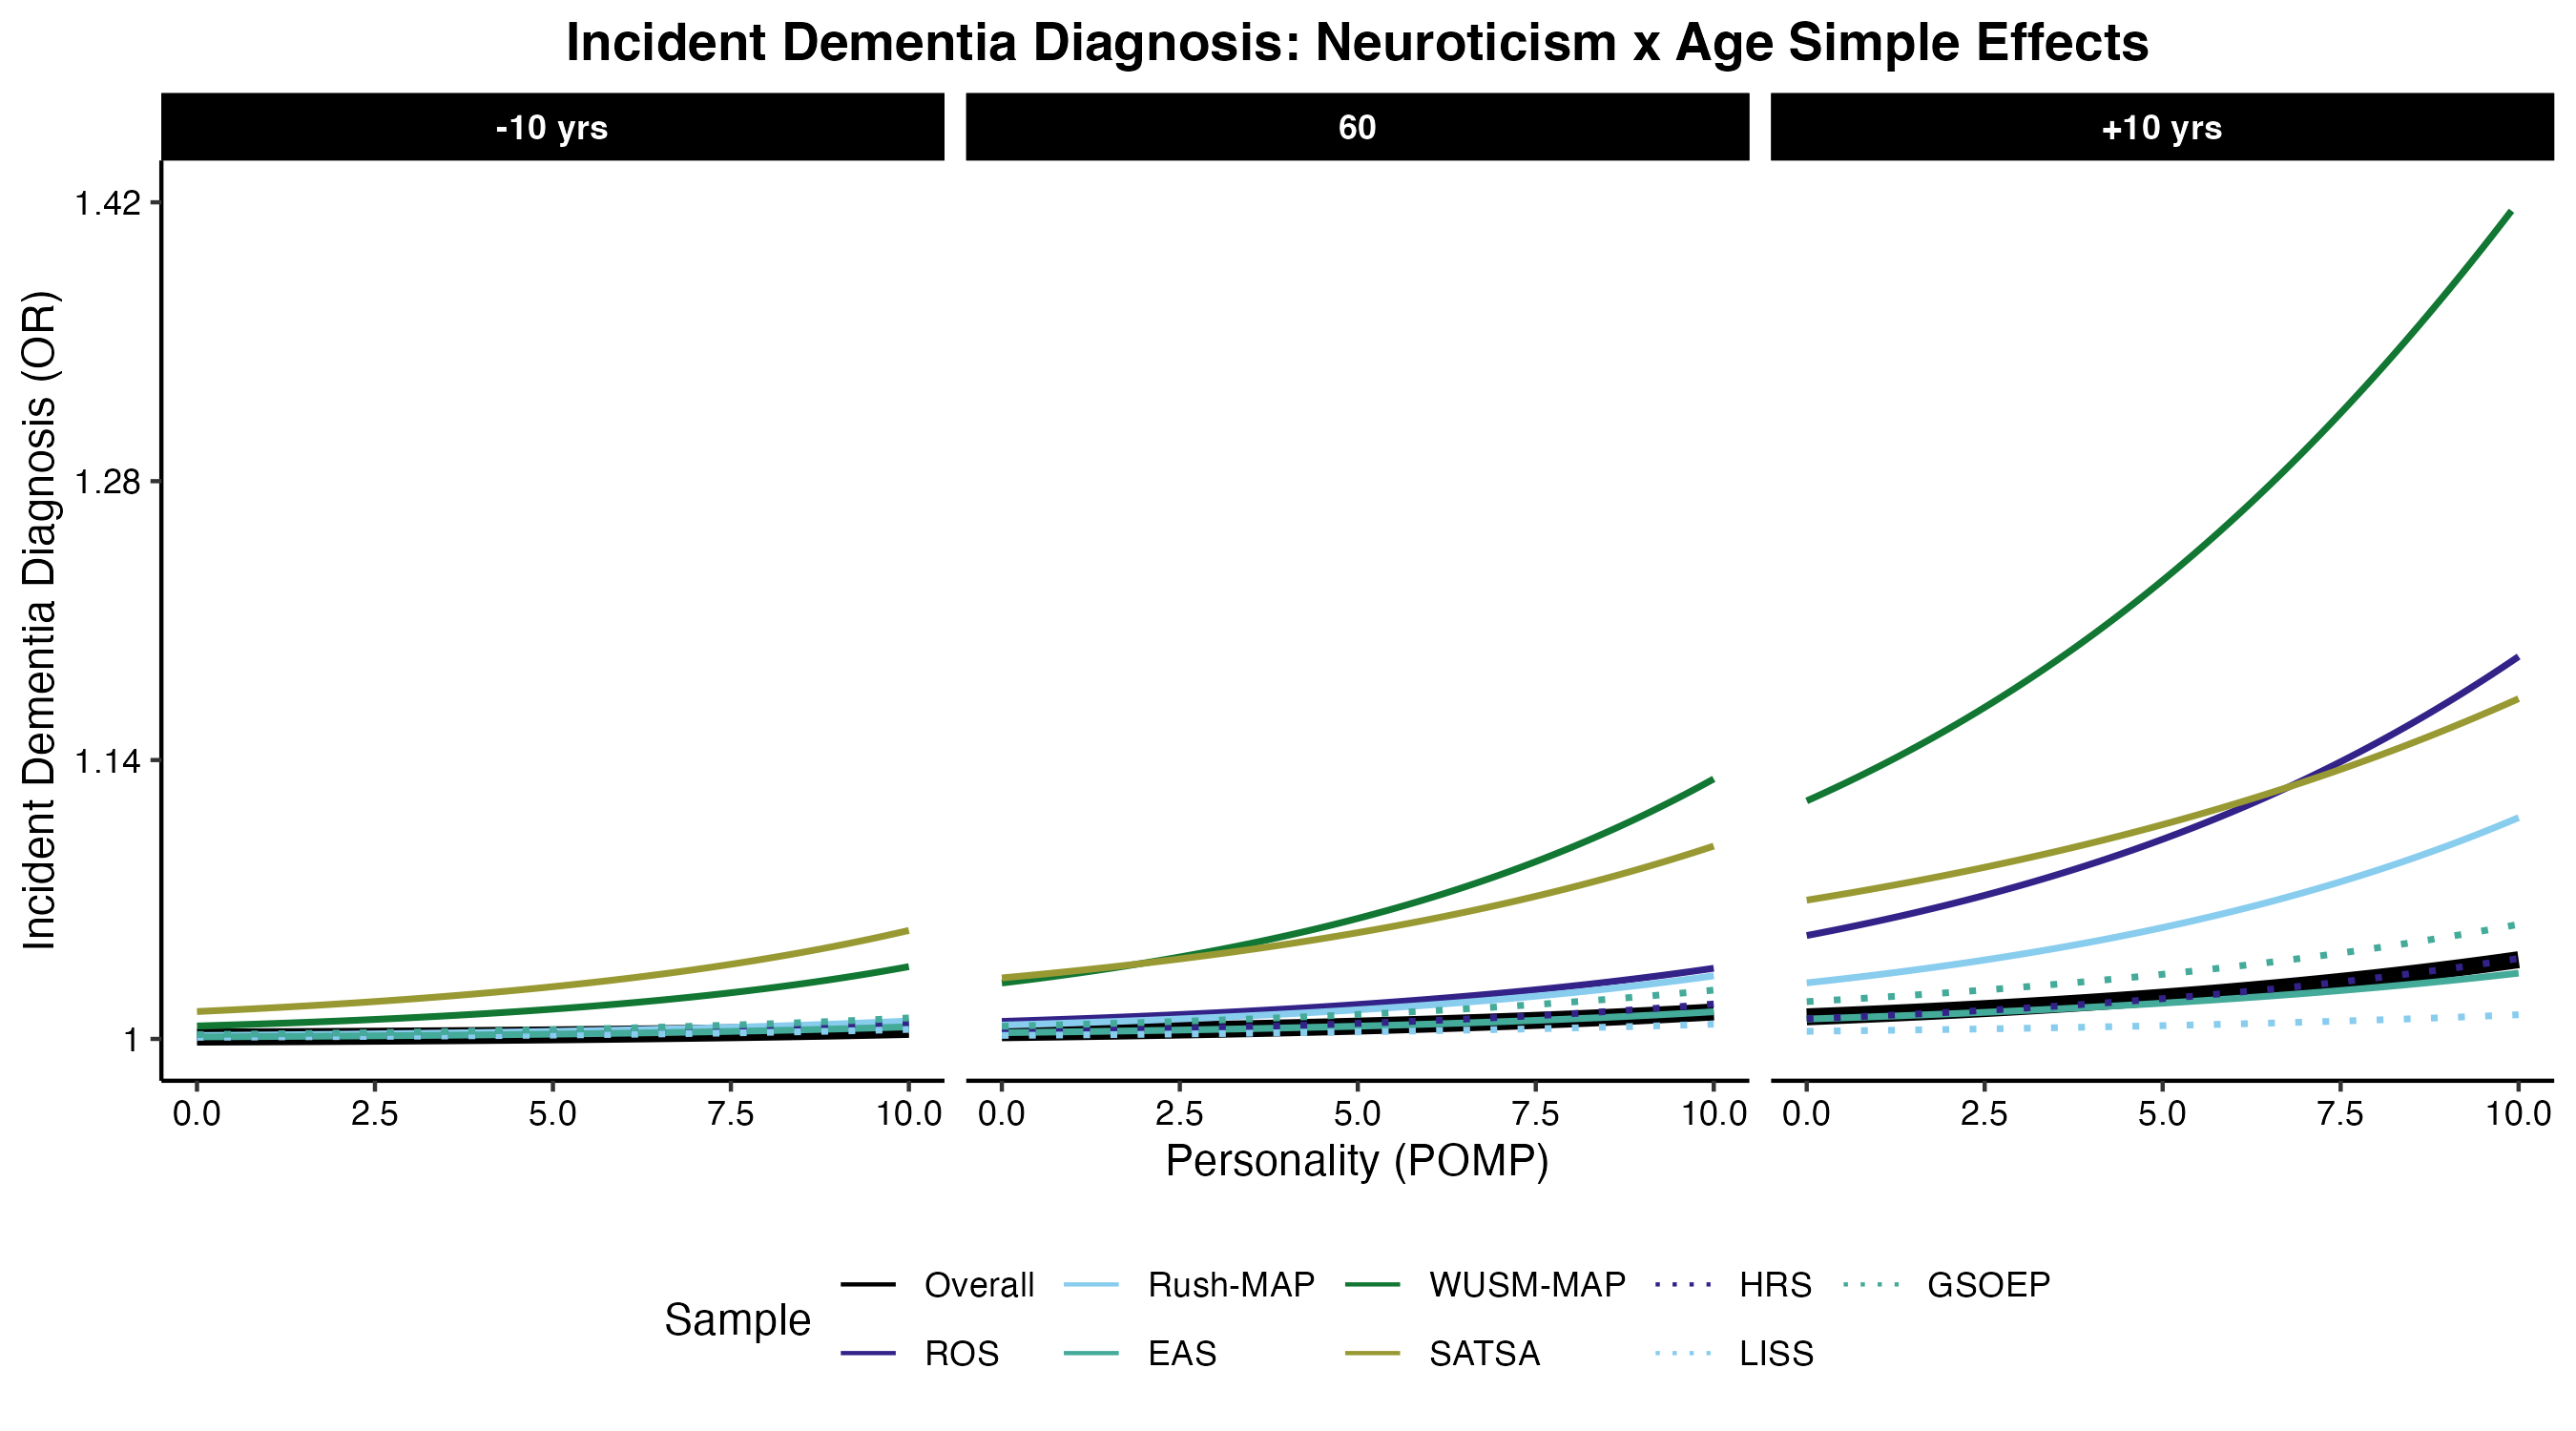 Incident Dementia Diagnosis: Neuroticism x Age Simple Effects
-10 yrs
60
+10 yrs
Incident Dementia Diagnosis (OR)
1.42
1.28
1.14
1
0.0 2.5 5.0 7.5 10.0
0.0 2.5 5.0 7.5 10.0
0.0 2.5 5.0 7.5 10.0
Personality (POMP)
Sample
Overall Rush-MAP WUSM-MAP HRS GSOEP
ROS EAS SATSA LISS